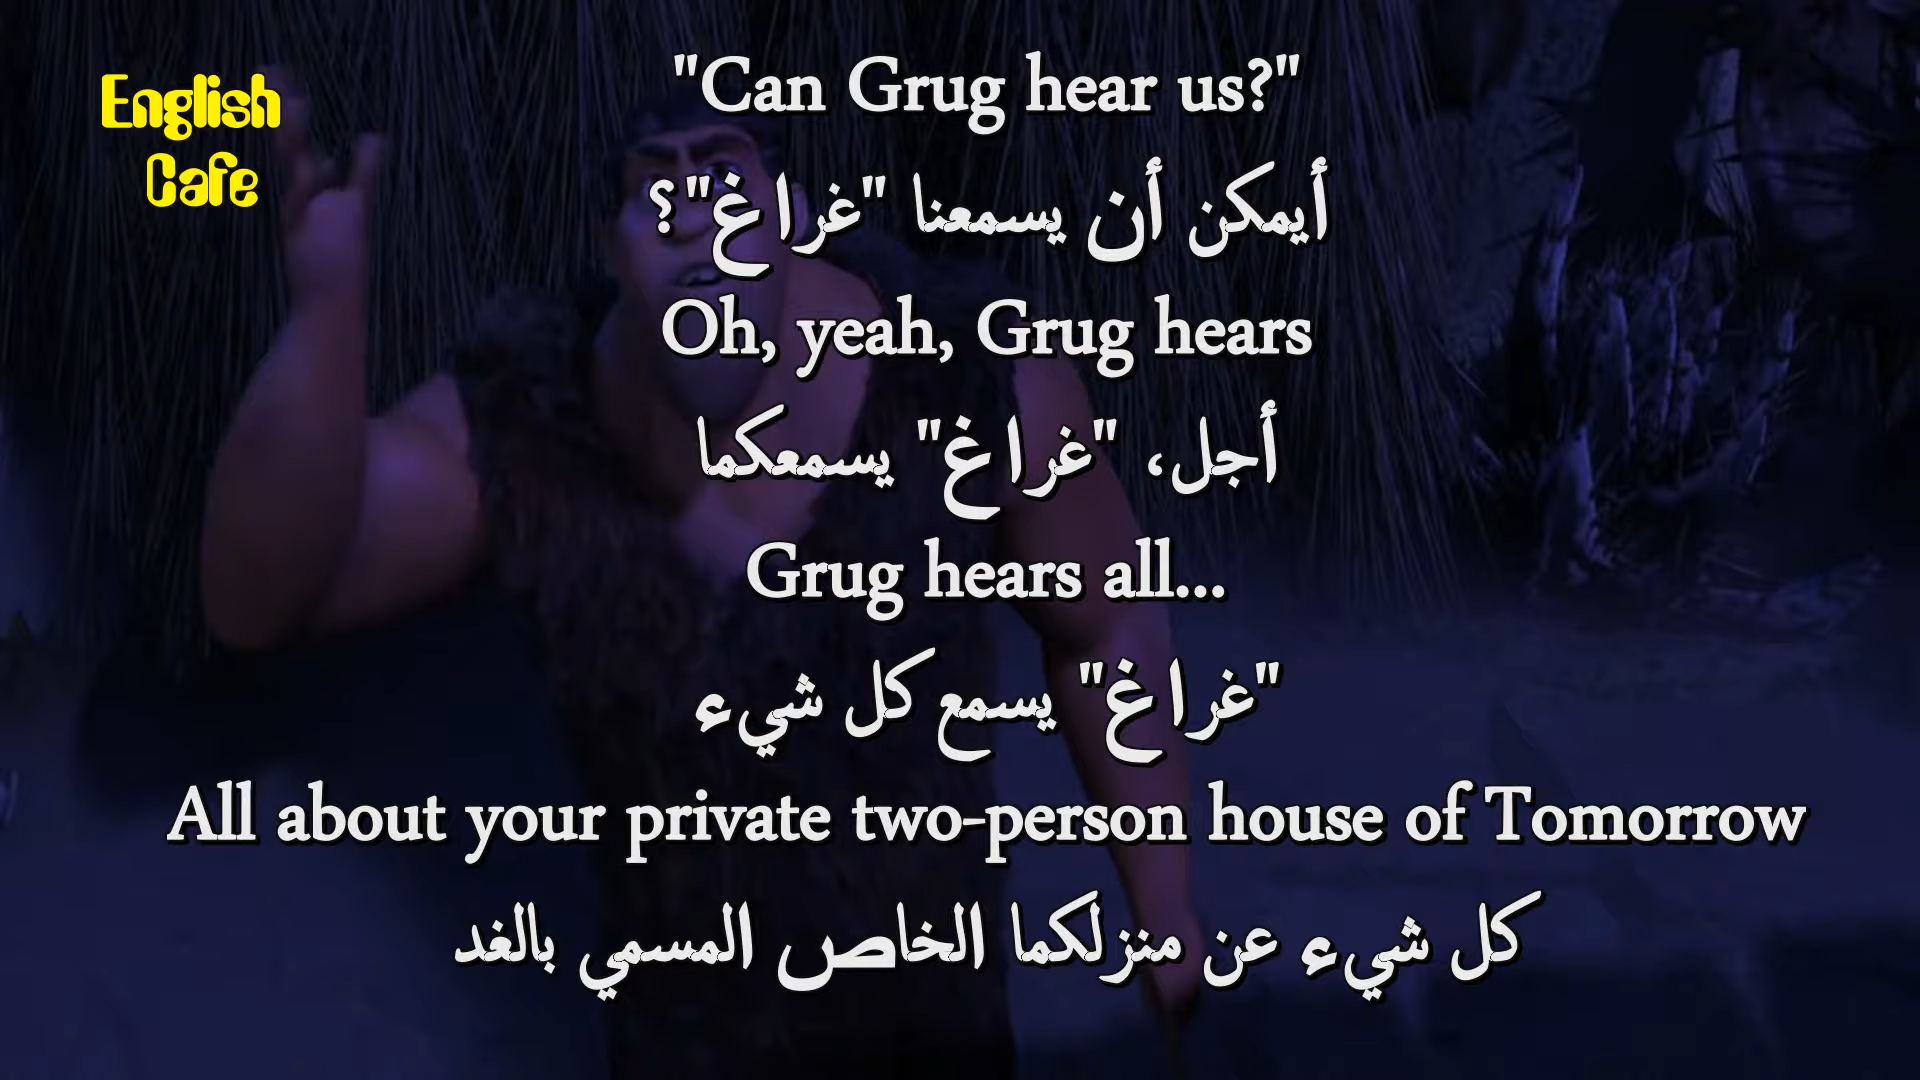 English
Cafe
"Can Grug hear us?"
أيمكن أن يسمعنا "غراغ"؟
Oh, yeah, Grug hears
أجل، "غراغ" يسمعكما
Grug hears all...
"غراغ" يسمع كل شيء
All about your private two-person house of Tomorrow
كل شيء عن منزلكما الخاص المسمي بالغد